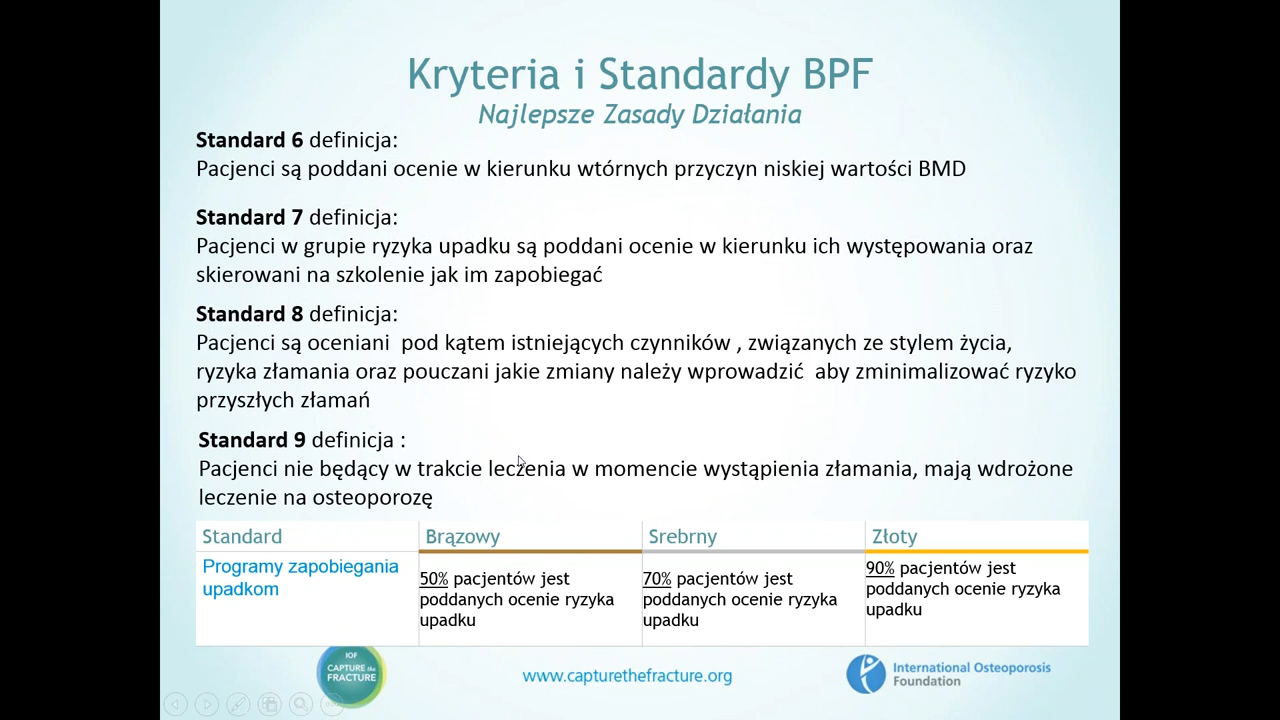 Kryteria i Standardy BPF
Najlepsze Zasady Działania
Standard 6 definicja:
Pacjenci są poddani ocenie w kierunku wtórnych przyczyn niskiej wartości BMD
Standard 7 definicja:
Pacjenci w grupie ryzyka upadku są poddani ocenie w kierunku ich występowania oraz
skierowani na szkolenie jak im zapobiegać
Standard 8 definicja:
Pacjenci są oceniani  pod kątem istniejących czynników , związanych ze stylem życia,
ryzyka złamania oraz pouczani jakie zmiany należy wprowadzić  aby zminimalizować ryzyko
przyszłych złamań
Standard 9 definicja :
Pacjenci nie będący w trakcie leczenia w momencie wystąpienia złamania, mają wdrożone
leczenie na osteoporozę
Standard Brązowy Srebrny Złoty
Programy zapobiegania
upadkom
50% pacjentów jest
poddanych ocenie ryzyka
upadku
70% pacjentów jest
poddanych ocenie ryzyka
upadku
90% pacjentów jest
poddanych ocenie ryzyka
upadku
IOF
CAPTURE the
FRACTURE
www.capturethefracture.org
International Osteoporosis
Foundation